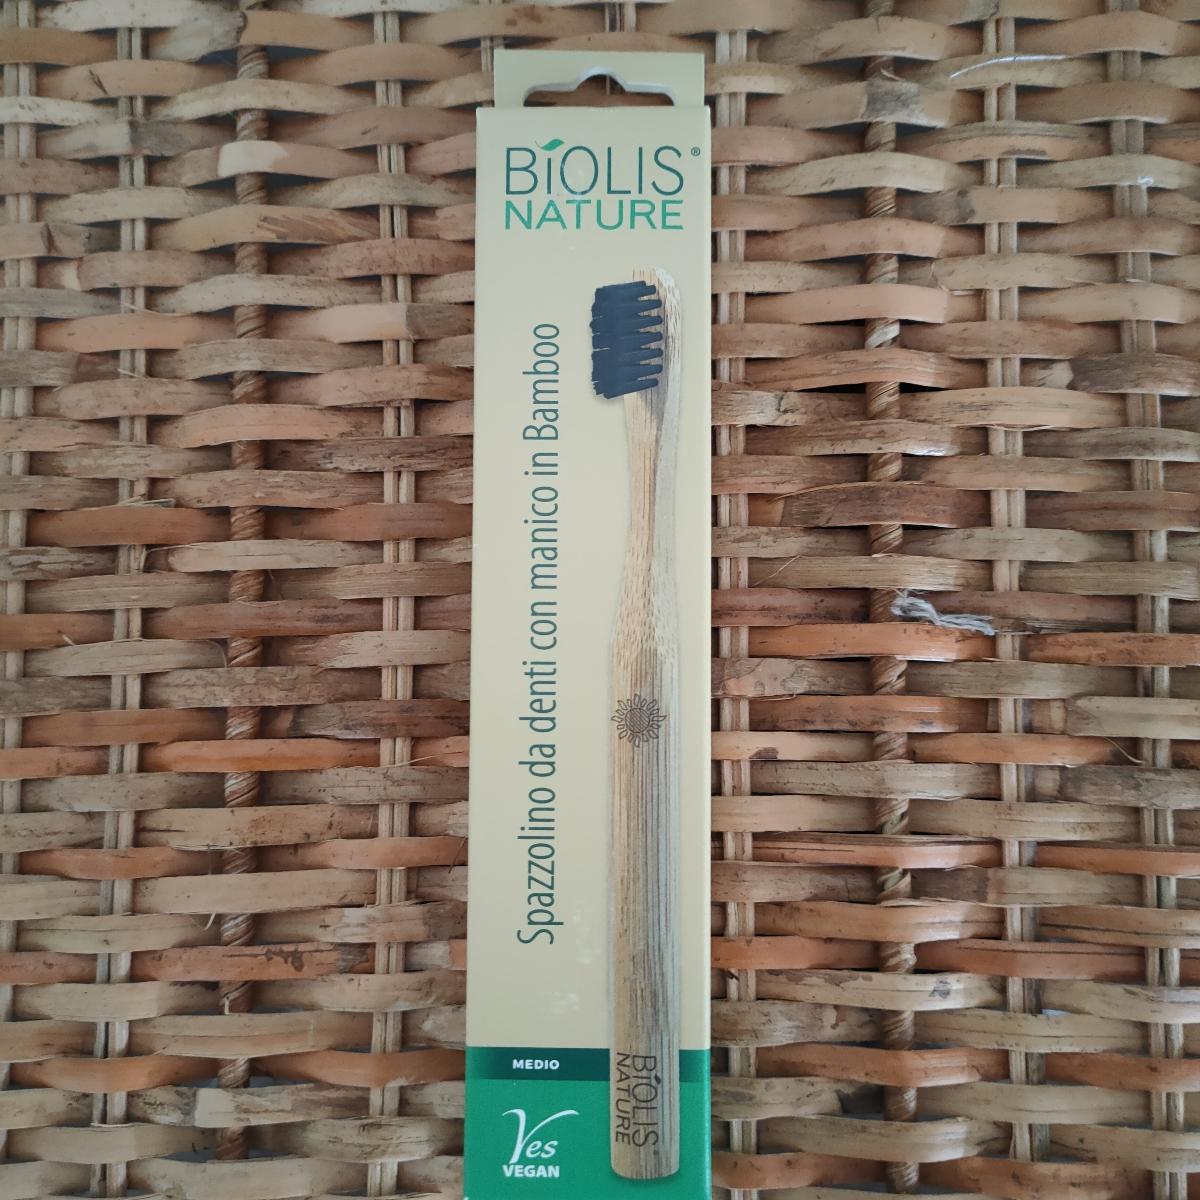 BiOLIS®
NATURE
Spazzolino da denti con manico in Bamboo
MEDIO
Yes
VEGAN
BiOLIS
NATURE